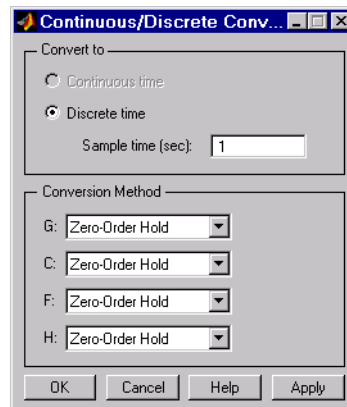 Continuous/Discrete Conv...
Convert to
Continuous time
Discrete time
Sample time (sec): 1
Conversion Method
G: Zero-Order Hold
C: Zero-Order Hold
F: Zero-Order Hold
H: Zero-Order Hold
OK Cancel Help Apply